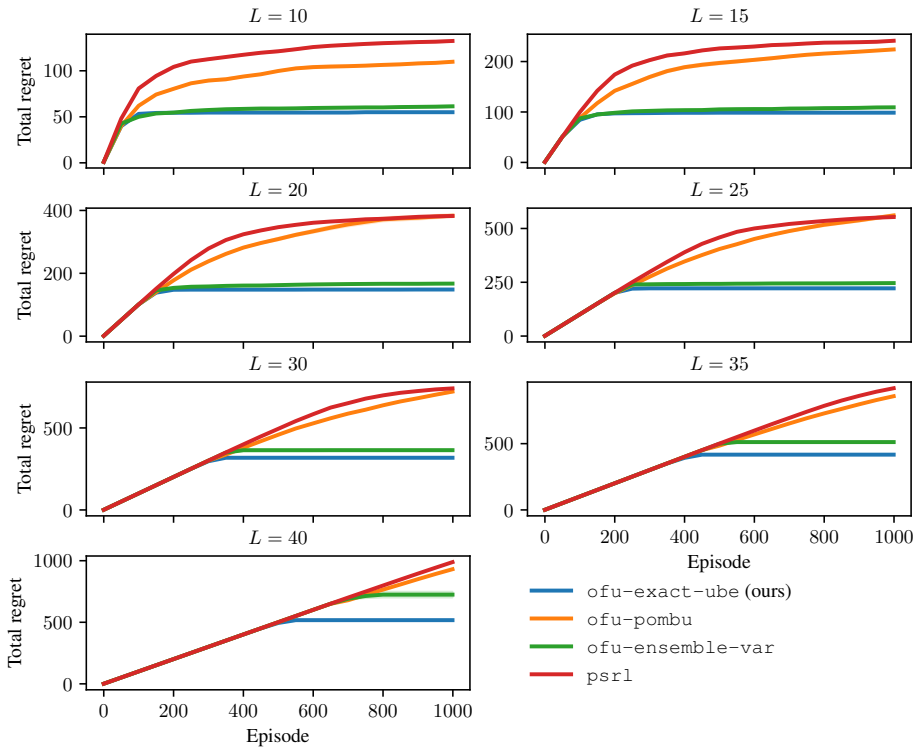 L = 10
L = 15
Total regret
100
50
0
200
100
0
L = 20
L = 25
Total regret
400
200
0
500
250
0
L = 30
L = 35
Total regret
500
0
500
0
0 200 400 600 800 1000
Episode
L = 40
Total regret
1000
500
0
0 200 400 600 800 1000
Episode
ofu-exact-ube (ours)
ofu-pombu
ofu-ensemble-var
psrl